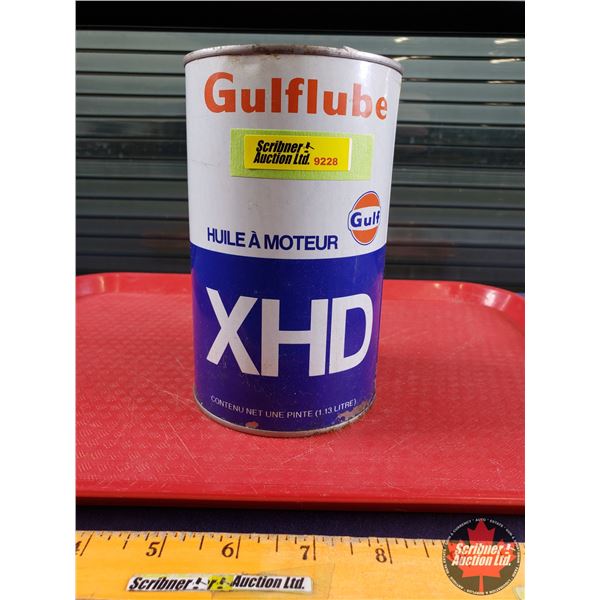 Gulflube
Scribner
Auction Ltd. 9228
Gulf
HUILE À MOTEUR
XHD
CONTENU NET UNE PINTE (1.13 LITRE)
5 6 7 8
Scribner Auction Ltd.
Scribner
Auction Ltd.